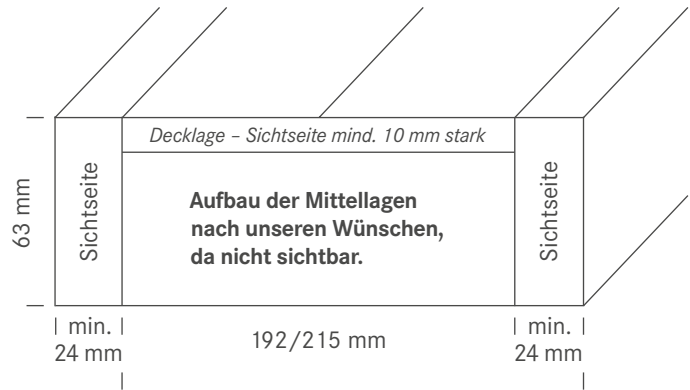 Decklage – Sichtseite mind. 10 mm stark
Sichtseite
Aufbau der Mittellagen
nach unseren Wünschen,
da nicht sichtbar.
Sichtseite
63 mm
min.
24 mm
192/215 mm
min.
24 mm